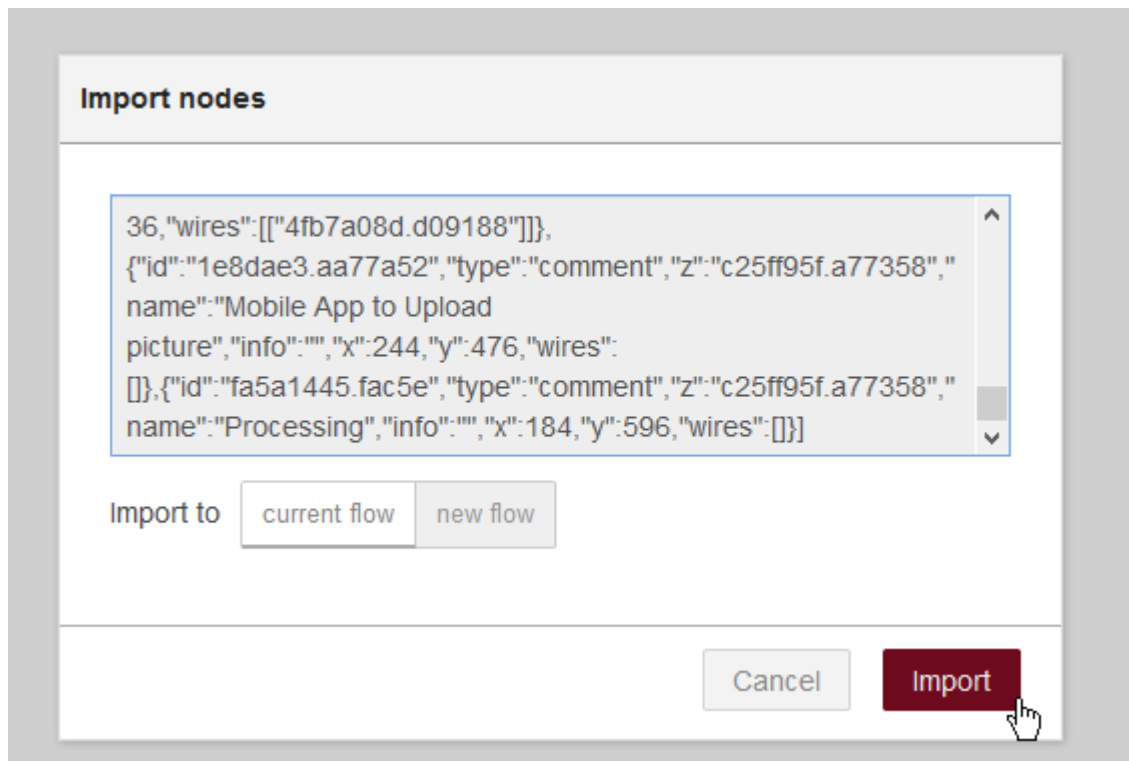 Import nodes
36,"wires":[["4fb7a08d.d09188"]]},
{"id":"1e8dae3.aa77a52","type":"comment","z":"c25ff95f.a77358","
name":"Mobile App to Upload
picture","info":"","x":244,"y":476,"wires":
[]},{"id":"fa5a1445.fac5e","type":"comment","z":"c25ff95f.a77358","
name":"Processing","info":"","x":184,"y":596,"wires":[]}]
Import to current flow new flow
Cancel Import